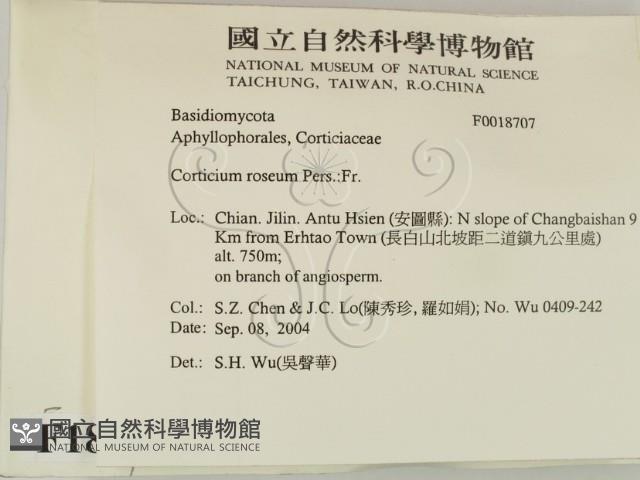 國立自然科學博物館
NATIONAL MUSEUM OF NATURAL SCIENCE
TAICHUNG, TAIWAN, R.O.CHINA
Basidiomycota F0018707
Aphyllophorales, Corticiaceae
Corticium roseum Pers.:Fr.
Loc.: Chian. Jilin. Antu Hsien (安圖縣): N slope of Changbaishan 9
Km from Erhtao Town (長白山北坡距二道鎮九公里處)
alt. 750m;
on branch of angiosperm.
Col.: S.Z. Chen & J.C. Lo(陳秀珍, 羅如娟); No. Wu 0409-242
Date: Sep. 08, 2004
Det.: S.H. Wu(吳聲華)
國立自然科學博物館
NATIONAL MUSEUM OF NATURAL SCIENCE